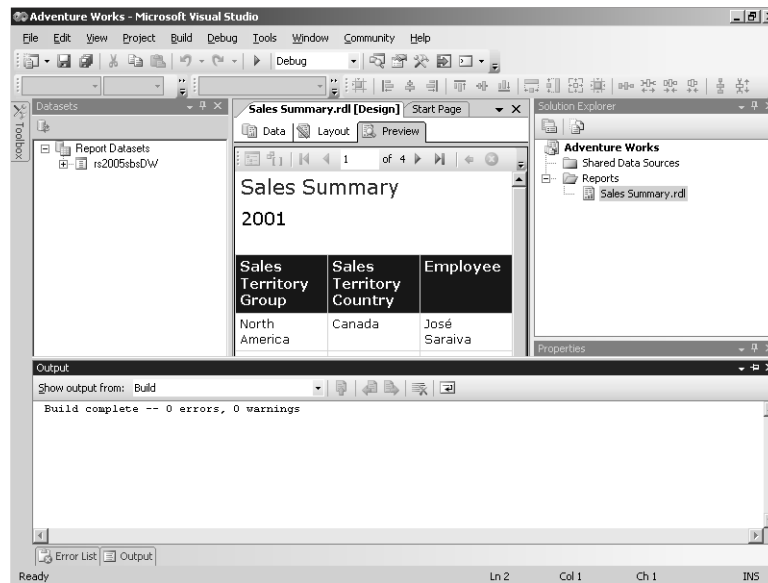 Adventure Works - Microsoft Visual Studio
File Edit View Project Build Debug Tools Window Community Help
Debug
Toolbox
Datasets
Report Datasets
rs2005sbsDW
Sales Summary.rdl [Design] Start Page
Data Layout Preview
1 of 4
Sales Summary
2001
Sales Territory Group
Sales Territory Country
Employee
North America
Canada
José Saraiva
Solution Explorer
Adventure Works
Shared Data Sources
Reports
Sales Summary.rdl
Properties
Output
Show output from: Build
Build complete -- 0 errors, 0 warnings
Error List Output
Ready Ln 2 Col 1 Ch 1 INS